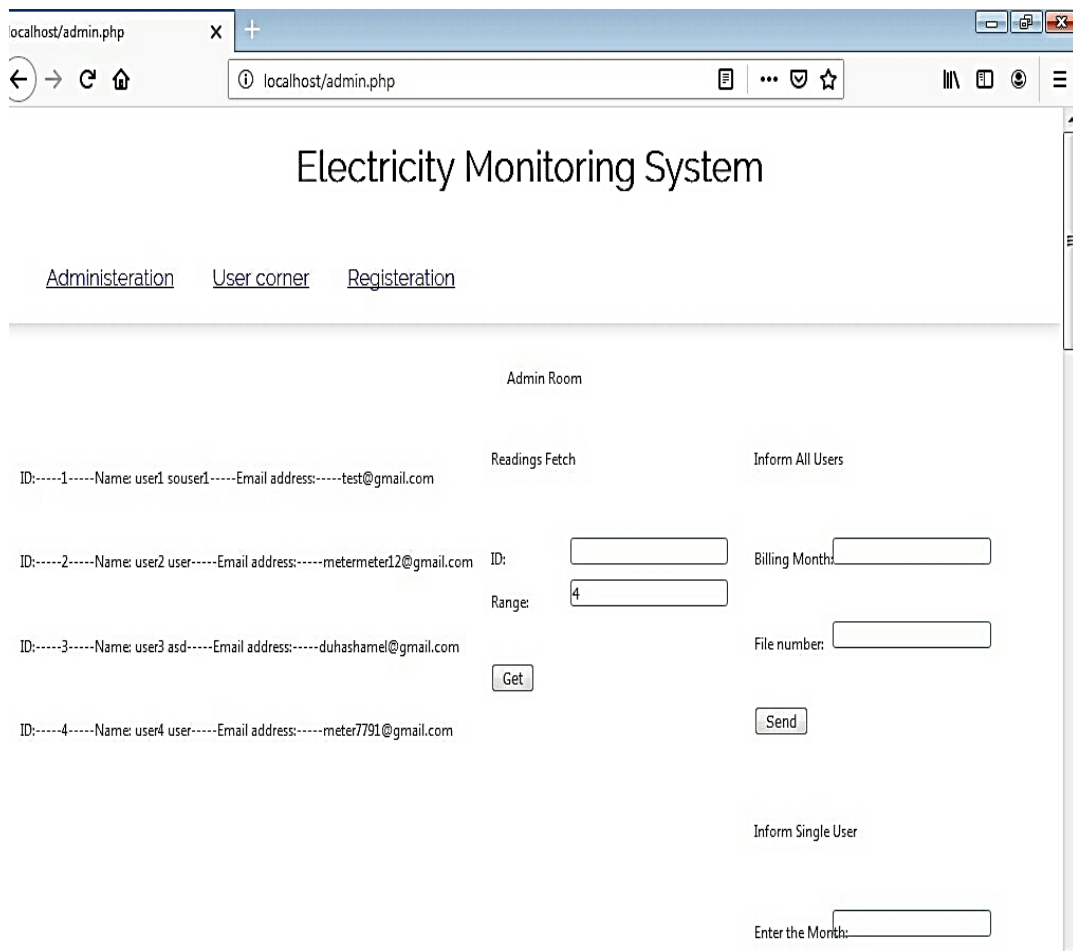 localhost/admin.php
localhost/admin.php
Electricity Monitoring System
Administeration User corner Registeration
Admin Room
ID:-----1-----Name: user1 souser1-----Email address:-----test@gmail.com
ID:-----2-----Name: user2 user-----Email address:-----metermeter12@gmail.com
ID:-----3-----Name: user3 asd-----Email address:-----duhashamel@gmail.com
ID:-----4-----Name: user4 user-----Email address:-----meter7791@gmail.com
Readings Fetch
ID:
Range: 4
Get
Inform All Users
Billing Month:
File number:
Send
Inform Single User
Enter the Month: